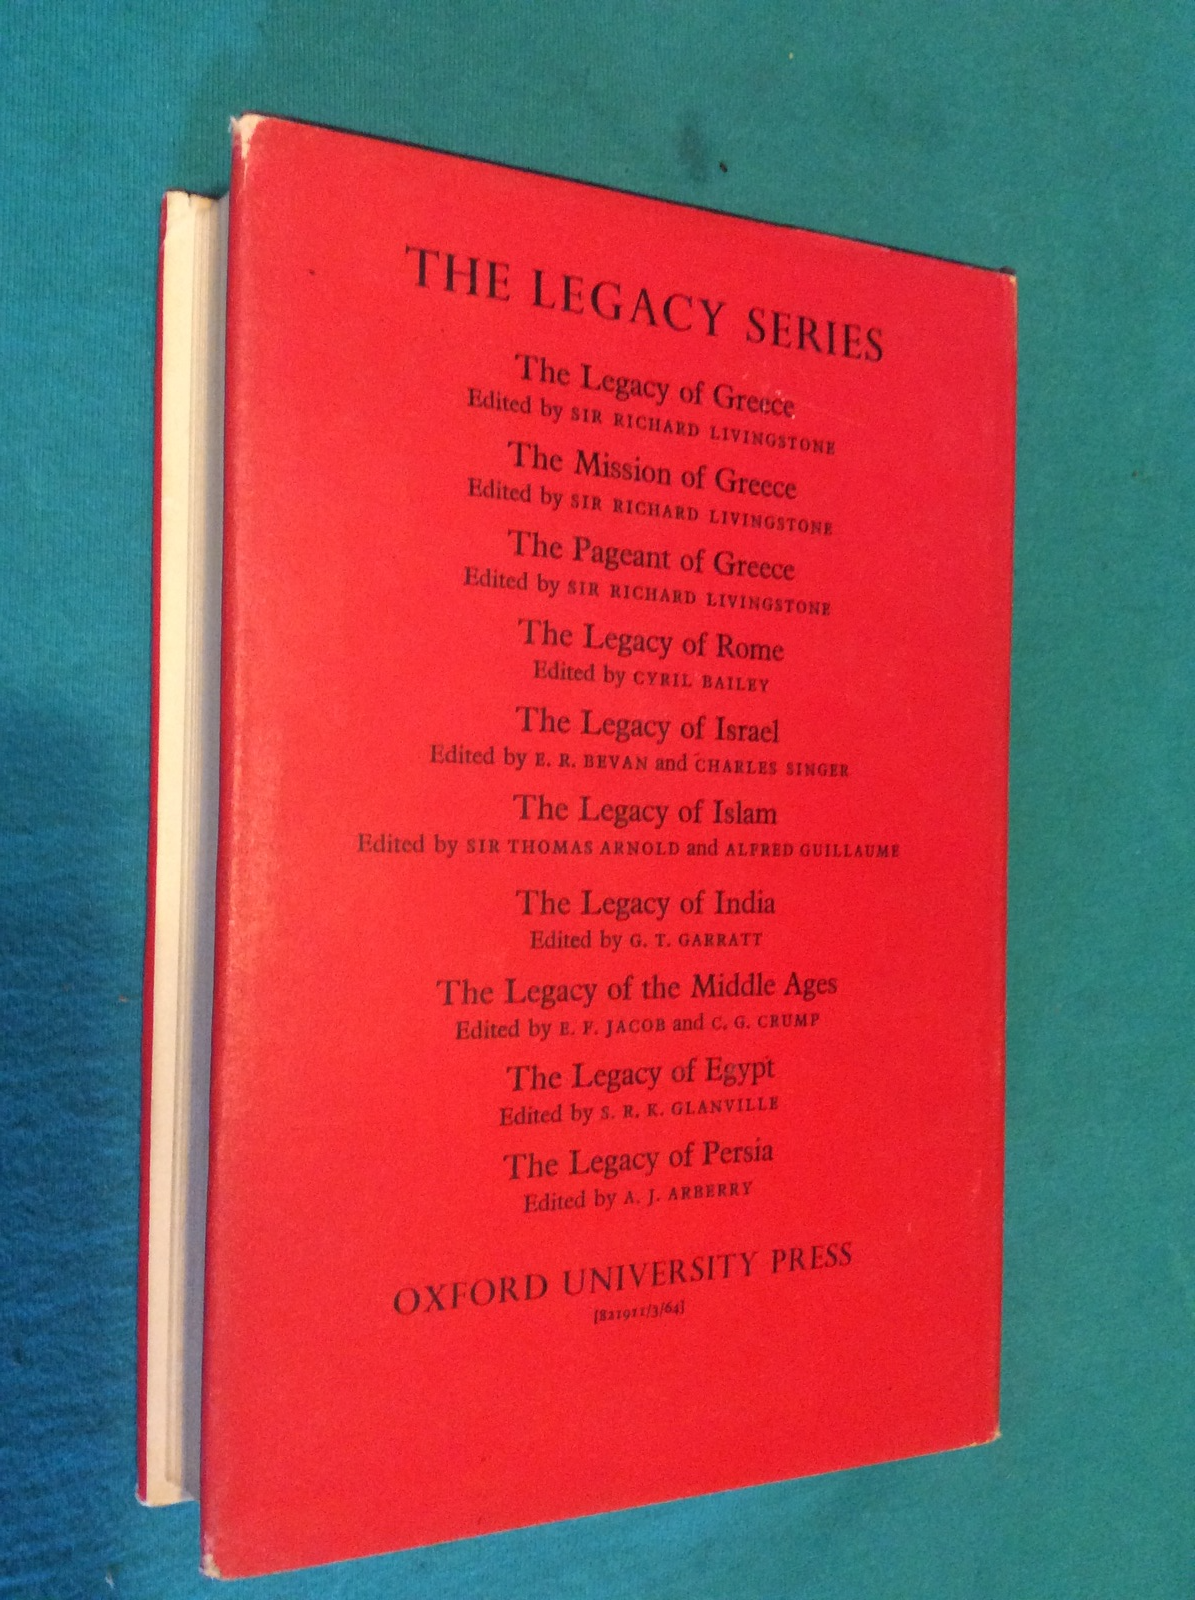 THE LEGACY SERIES
The Legacy of Greece
Edited by SIR RICHARD LIVINGSTONE
The Mission of Greece
Edited by SIR RICHARD LIVINGSTONE
The Pageant of Greece
Edited by SIR RICHARD LIVINGSTONE
The Legacy of Rome
Edited by CYRIL BAILEY
The Legacy of Israel
Edited by E. R. BEVAN and CHARLES SINGER
The Legacy of Islam
Edited by SIR THOMAS ARNOLD and ALFRED GUILLAUME
The Legacy of India
Edited by G. T. GARRATT
The Legacy of the Middle Ages
Edited by E. F. JACOB and C. G. CRUMP
The Legacy of Egypt
Edited by S. R. K. GLANVILLE
The Legacy of Persia
Edited by A. J. ARBERRY
OXFORD UNIVERSITY PRESS
[821911/3/64]